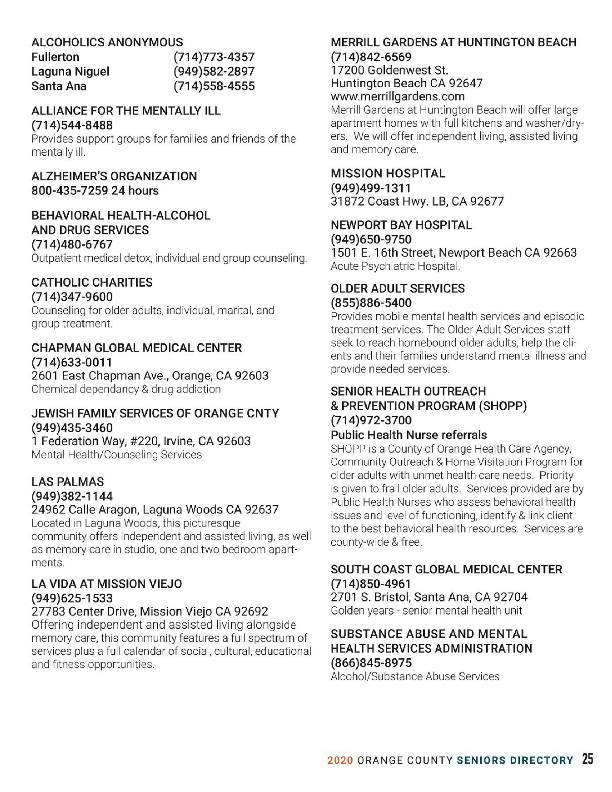 ALCOHOLICS ANONYMOUS
Fullerton (714)773-4357
Laguna Niguel (949)582-2897
Santa Ana (714)558-4555
ALLIANCE FOR THE MENTALLY ILL
(714)544-8488
Provides support groups for families and friends of the
mentally ill.
ALZHEIMER'S ORGANIZATION
800-435-7259 24 hours
BEHAVIORAL HEALTH-ALCOHOL
AND DRUG SERVICES
(714)480-6767
Outpatient medical detox, individual and group counseling.
CATHOLIC CHARITIES
(714)347-9600
Counseling for older adults, individual, marital, and
group treatment.
CHAPMAN GLOBAL MEDICAL CENTER
(714)633-0011
2601 East Chapman Ave., Orange, CA 92603
Chemical dependancy & drug addiction
JEWISH FAMILY SERVICES OF ORANGE CNTY
(949)435-3460
1 Federation Way, #220, Irvine, CA 92603
Mental Health/Counseling Services
LAS PALMAS
(949)382-1144
24962 Calle Aragon, Laguna Woods CA 92637
Located in Laguna Woods, this picturesque
community offers independent and assisted living, as well
as memory care in studio, one and two bedroom apart-
ments.
LA VIDA AT MISSION VIEJO
(949)625-1533
27783 Center Drive, Mission Viejo CA 92692
Offering independent and assisted living alongside
memory care, this community features a full spectrum of
services plus a full calendar of social, cultural, educational
and fitness opportunities.
MERRILL GARDENS AT HUNTINGTON BEACH
(714)842-6569
17200 Goldenwest St.
Huntington Beach CA 92647
www.merrillgardens.com
Merrill Gardens at Huntington Beach will offer large
apartment homes with full kitchens and washer/dry-
ers. We will offer independent living, assisted living
and memory care.
MISSION HOSPITAL
(949)499-1311
31872 Coast Hwy. LB, CA 92677
NEWPORT BAY HOSPITAL
(949)650-9750
1501 E. 16th Street, Newport Beach CA 92663
Acute Psychiatric Hospital.
OLDER ADULT SERVICES
(855)886-5400
Provides mobile mental health services and episodic
treatment services. The Older Adult Services staff
seek to reach homebound older adults, help the cli-
ents and their families understand mental illness and
provide needed services.
SENIOR HEALTH OUTREACH
& PREVENTION PROGRAM (SHOPP)
(714)972-3700
Public Health Nurse referrals
SHOPP is a County of Orange Health Care Agency,
Community Outreach & Home Visitation Program for
older adults with unmet health care needs. Priority
is given to frail older adults. Services provided are by
Public Health Nurses who assess behavioral health
issues and level of functioning, identify & link client
to the best behavioral health resources. Services are
county-wide & free.
SOUTH COAST GLOBAL MEDICAL CENTER
(714)850-4961
2701 S. Bristol, Santa Ana, CA 92704
Golden years - senior mental health unit
SUBSTANCE ABUSE AND MENTAL
HEALTH SERVICES ADMINISTRATION
(866)845-8975
Alcohol/Substance Abuse Services
2020 ORANGE COUNTY SENIORS DIRECTORY 25